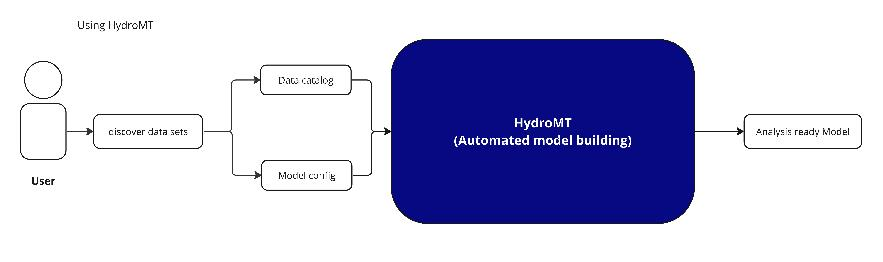 Using HydroMT
User
discover data sets
Data catalog
Model config
HydroMT
(Automated model building)
Analysis ready Model